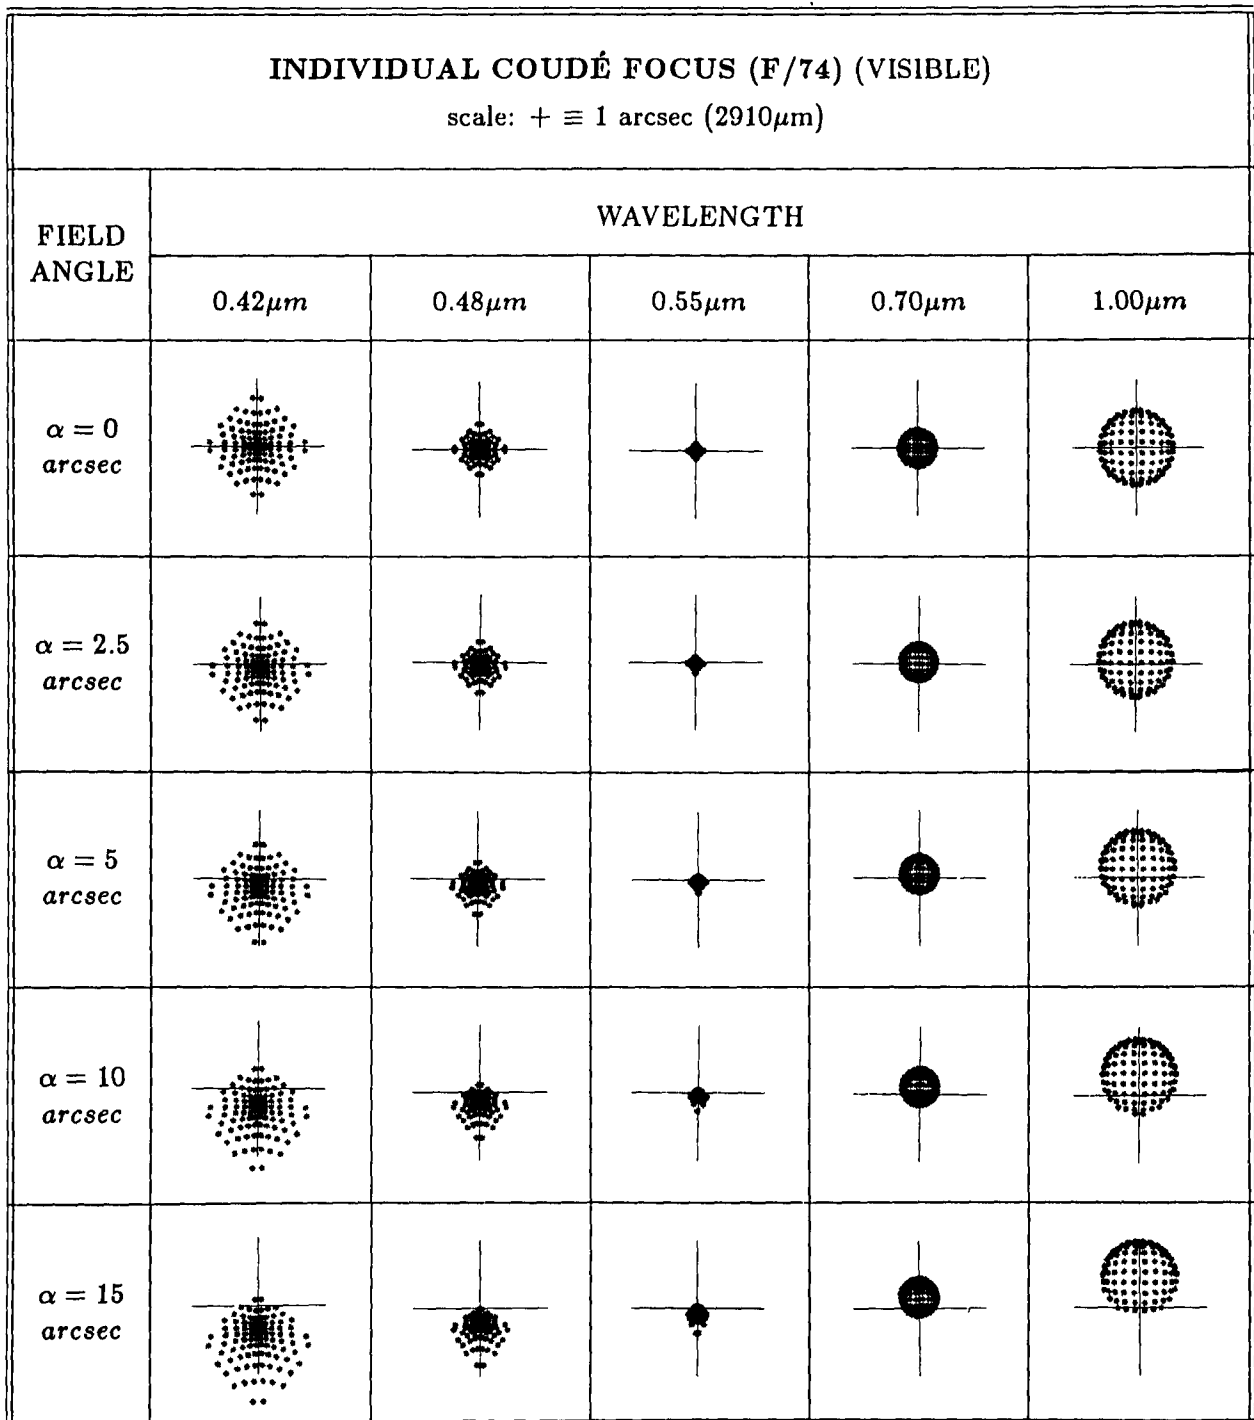 INDIVIDUAL COUDÉ FOCUS (F/74) (VISIBLE)
scale: + ≡ 1 arcsec (2910μm)
FIELD
ANGLE
WAVELENGTH
0.42μm
0.48μm
0.55μm
0.70μm
1.00μm
α = 0
arcsec
α = 2.5
arcsec
α = 5
arcsec
α = 10
arcsec
α = 15
arcsec